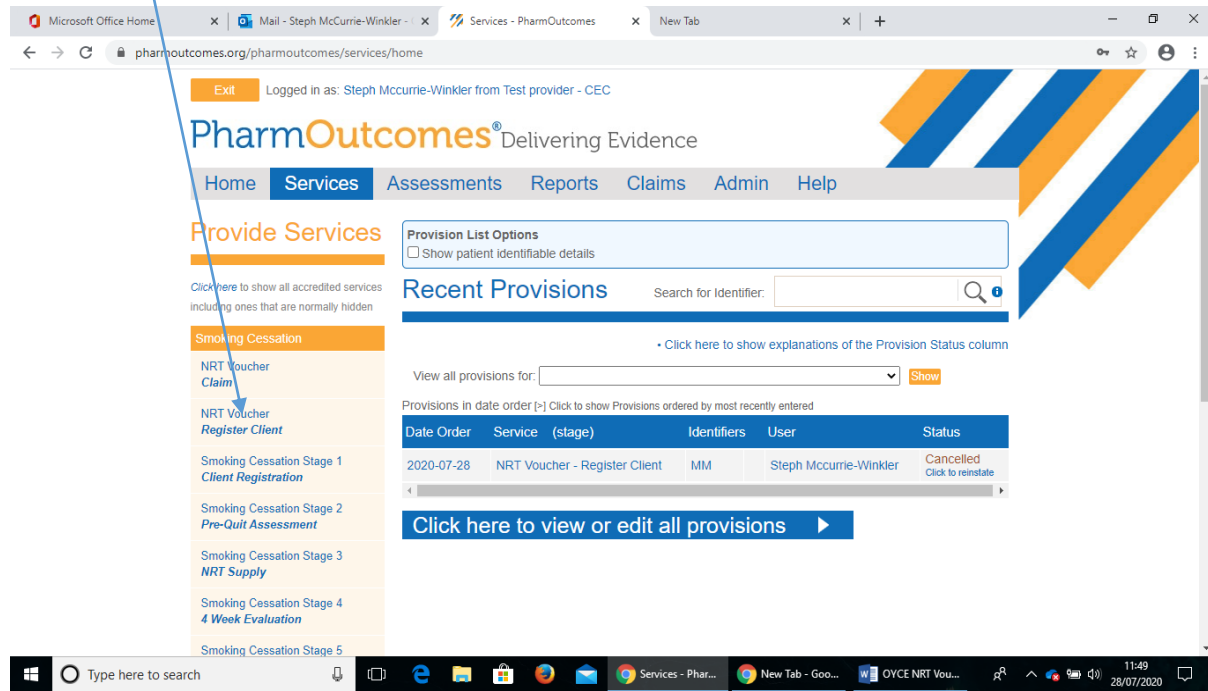 Microsoft Office Home
Mail - Steph McCurrie-Winkler -
Services - PharmOutcomes
New Tab
pharmoutcomes.org/pharmoutcomes/services/home
Exit Logged in as: Steph Mccurrie-Winkler from Test provider - CEC
PharmOutcomes® Delivering Evidence
Home Services Assessments Reports Claims Admin Help
Provide Services
Click here to show all accredited services
including ones that are normally hidden
Smoking Cessation
NRT Voucher
Claim
NRT Voucher
Register Client
Smoking Cessation Stage 1
Client Registration
Smoking Cessation Stage 2
Pre-Quit Assessment
Smoking Cessation Stage 3
NRT Supply
Smoking Cessation Stage 4
4 Week Evaluation
Smoking Cessation Stage 5
Provision List Options
Show patient identifiable details
Recent Provisions Search for Identifier:
• Click here to show explanations of the Provision Status column
View all provisions for: Show
Provisions in date order [>] Click to show Provisions ordered by most recently entered
Date Order Service (stage) Identifiers User Status
2020-07-28 NRT Voucher - Register Client MM Steph Mccurrie-Winkler Cancelled
Click to reinstate
Click here to view or edit all provisions
Type here to search
Services - Phar...
New Tab - Goo...
OYCE NRT Vou...
11:49
28/07/2020